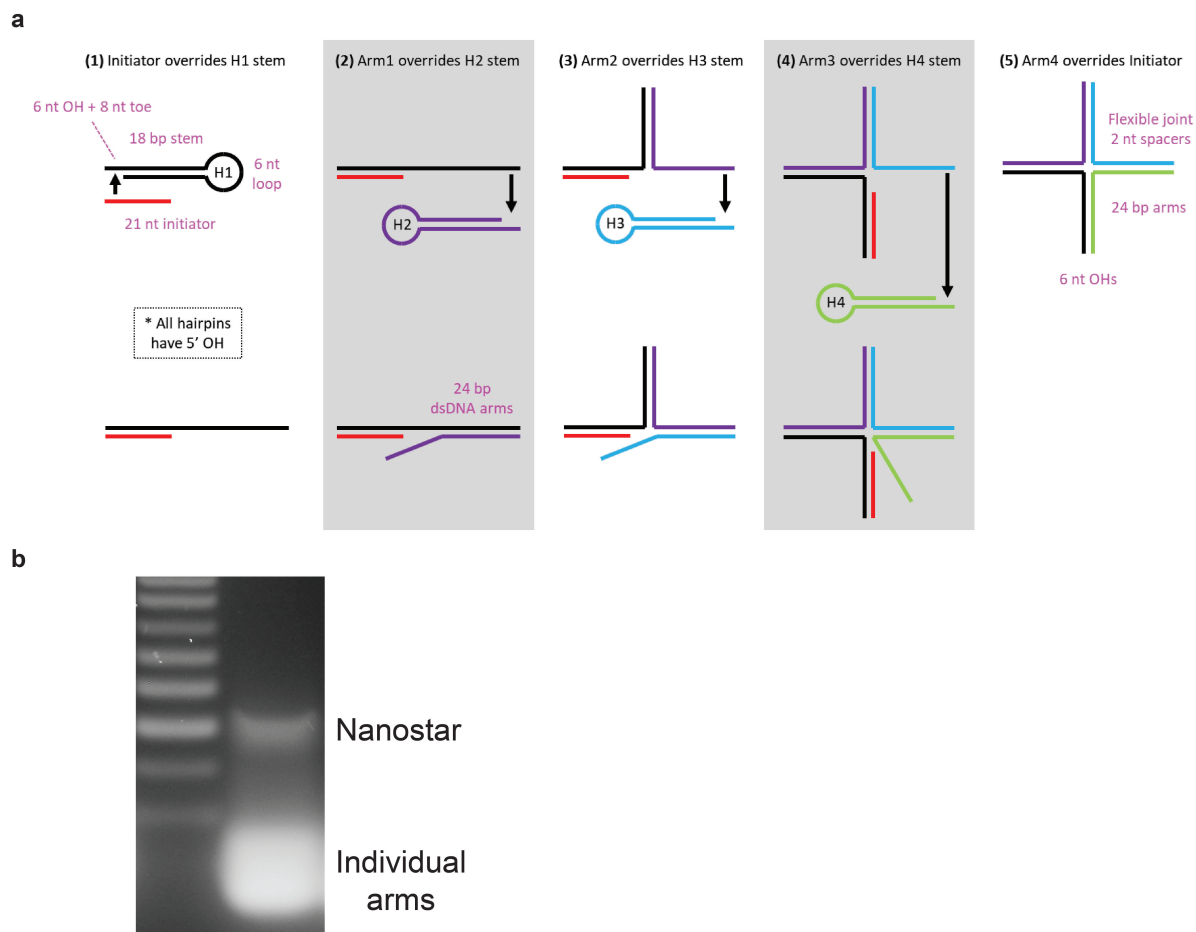 a
(1) Initiator overrides H1 stem
6 nt OH + 8 nt toe
18 bp stem
H1
6 nt
loop
21 nt initiator
* All hairpins
have 5′ OH
(2) Arm1 overrides H2 stem
H2
24 bp
dsDNA arms
(3) Arm2 overrides H3 stem
H3
(4) Arm3 overrides H4 stem
H4
(5) Arm4 overrides Initiator
Flexible joint
2 nt spacers
24 bp arms
6 nt OHs
b
Nanostar
Individual
arms